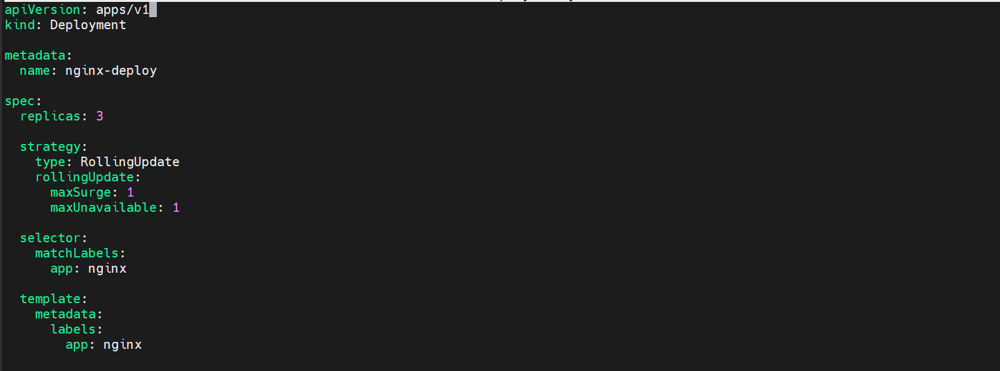 apiVersion: apps/v1
kind: Deployment

metadata:
  name: nginx-deploy

spec:
  replicas: 3

  strategy:
    type: RollingUpdate
    rollingUpdate:
      maxSurge: 1
      maxUnavailable: 1

  selector:
    matchLabels:
      app: nginx

  template:
    metadata:
      labels:
        app: nginx